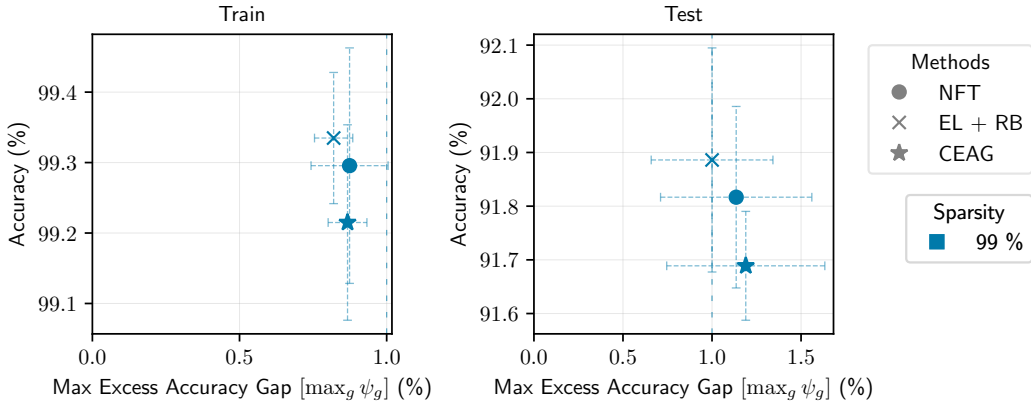 Train
Accuracy (%)
99.4
99.3
99.2
99.1
0.0
0.5
1.0
Max Excess Accuracy Gap [max_g ψ_g] (%)
Test
Accuracy (%)
92.1
92.0
91.9
91.8
91.7
91.6
0.0
0.5
1.0
1.5
Max Excess Accuracy Gap [max_g ψ_g] (%)
Methods
NFT
EL + RB
CEAG
Sparsity
99 %